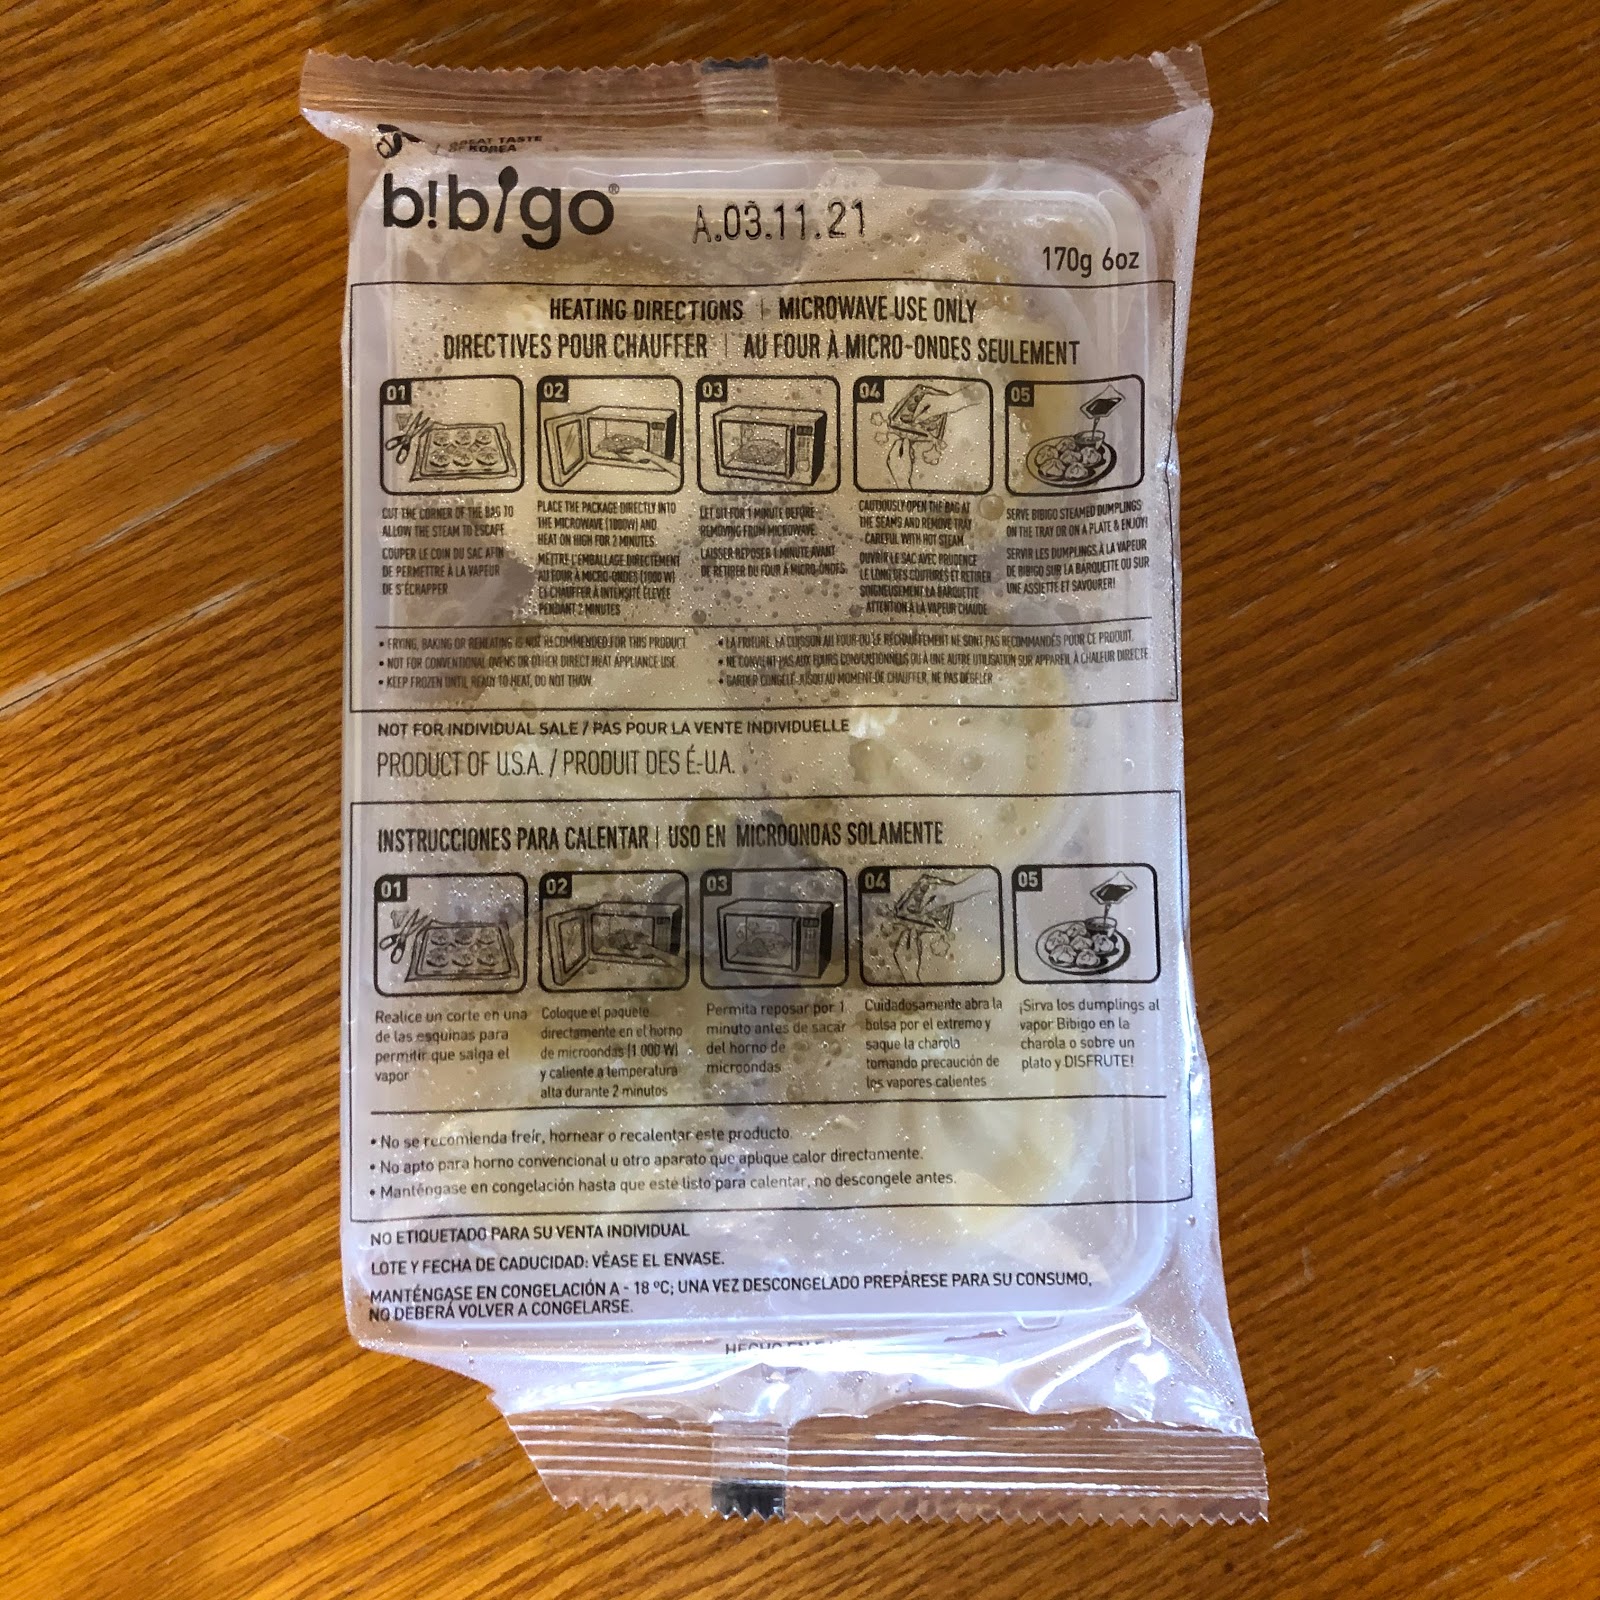 GREAT TASTE
OF KOREA
b!b!go®
A.03.11.21
170g 6oz
HEATING DIRECTIONS | MICROWAVE USE ONLY
DIRECTIVES POUR CHAUFFER | AU FOUR À MICRO-ONDES SEULEMENT
01
CUT THE CORNER OF THE BAG TO
ALLOW THE STEAM TO ESCAPE
COUPER LE COIN DU SAC AFIN
DE PERMETTRE À LA VAPEUR
DE S'ÉCHAPPER
02
PLACE THE PACKAGE DIRECTLY INTO
THE MICROWAVE (1000W) AND
HEAT ON HIGH FOR 2 MINUTES.
METTRE L'EMBALLAGE DIRECTEMENT
AU FOUR À MICRO-ONDES (1000 W)
ET CHAUFFER À INTENSITÉ ÉLEVÉE
PENDANT 2 MINUTES
03
LET SIT FOR 1 MINUTE BEFORE
REMOVING FROM MICROWAVE
LAISSER REPOSER 1 MINUTE AVANT
DE RETIRER DU FOUR À MICRO-ONDES
04
CAUTIOUSLY OPEN THE BAG AT
THE SEAMS AND REMOVE TRAY
CAREFUL WITH HOT STEAM
OUVRIR LE SAC AVEC PRUDENCE
LE LONG DES COUTURES ET RETIRER
SOIGNEUSEMENT LA BARQUETTE
ATTENTION À LA VAPEUR CHAUDE
05
SERVE BIBIGO STEAMED DUMPLINGS
ON THE TRAY OR ON A PLATE & ENJOY!
SERVIR LES DUMPLINGS À LA VAPEUR
DE BIBIGO SUR LA BARQUETTE OU SUR
UNE ASSIETTE ET SAVOURER!
• FRYING, BAKING OR REHEATING IS NOT RECOMMENDED FOR THIS PRODUCT.
• NOT FOR CONVENTIONAL OVENS OR OTHER DIRECT HEAT APPLIANCE USE.
• KEEP FROZEN UNTIL READY TO HEAT, DO NOT THAW.
• LA FRITURE, LA CUISSON AU FOUR OU LE RÉCHAUFFEMENT NE SONT PAS RECOMMANDÉS POUR CE PRODUIT.
• NE CONVIENT PAS AUX FOURS CONVENTIONNELS OU À UNE AUTRE UTILISATION SUR APPAREIL À CHALEUR DIRECTE.
• GARDER CONGELÉ JUSQU'AU MOMENT DE CHAUFFER, NE PAS DÉGELER
NOT FOR INDIVIDUAL SALE / PAS POUR LA VENTE INDIVIDUELLE
PRODUCT OF U.S.A. / PRODUIT DES É.-U.A.
INSTRUCCIONES PARA CALENTAR | USO EN MICROONDAS SOLAMENTE
01
Realice un corte en una
de las esquinas para
permitir que salga el
vapor
02
Coloque el paquete
directamente en el horno
de microondas (1 000 W)
y caliente a temperatura
alta durante 2 minutos
03
Permita reposar por 1
minuto antes de sacar
del horno de
microondas
04
Cuidadosamente abra la
bolsa por el extremo y
saque la charola
tomando precaución de
los vapores calientes
05
¡Sirva los dumplings al
vapor Bibigo en la
charola o sobre un
plato y DISFRUTE!
• No se recomienda freír, hornear o recalentar este producto.
• No apto para horno convencional u otro aparato que aplique calor directamente.
• Manténgase en congelación hasta que esté listo para calentar, no descongele antes.
NO ETIQUETADO PARA SU VENTA INDIVIDUAL
LOTE Y FECHA DE CADUCIDAD: VÉASE EL ENVASE.
MANTÉNGASE EN CONGELACIÓN A - 18 ºC; UNA VEZ DESCONGELADO PREPÁRESE PARA SU CONSUMO,
NO DEBERÁ VOLVER A CONGELARSE.
HECHO EN